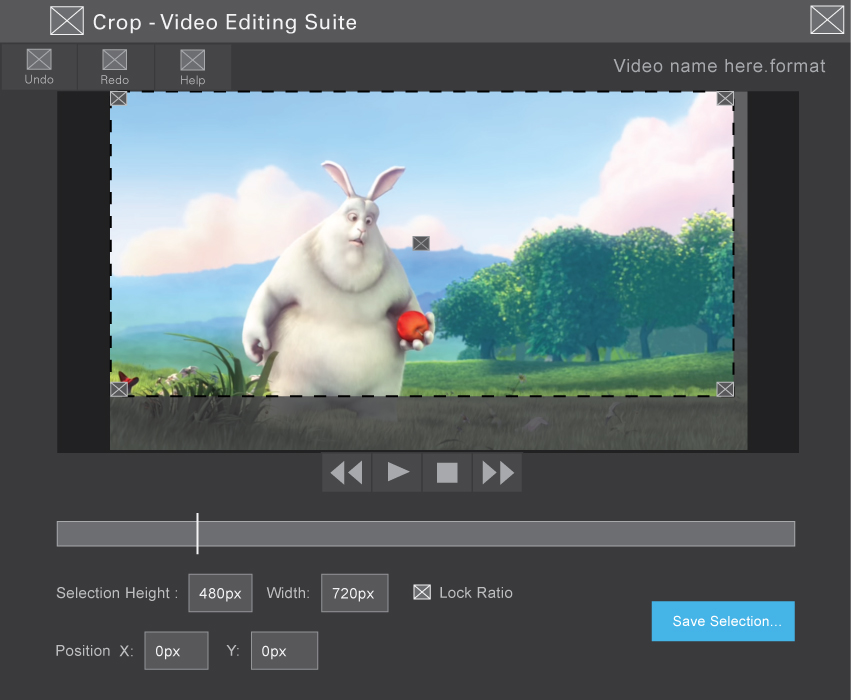 Crop - Video Editing Suite
Undo Redo Help
Video name here.format
Selection Height : 480px Width: 720px Lock Ratio
Save Selection...
Position X: 0px Y: 0px